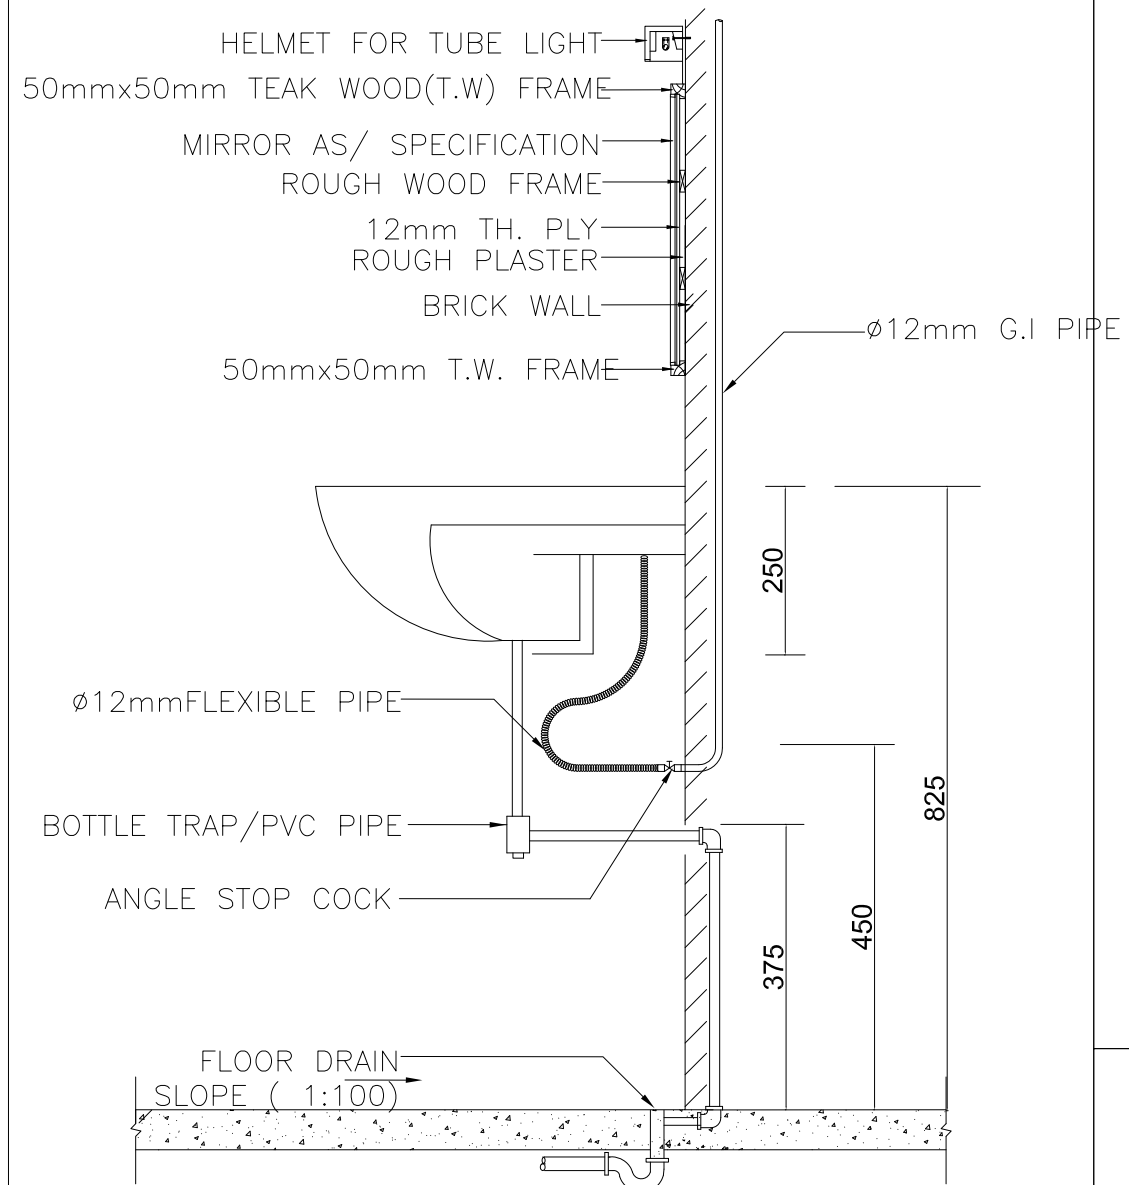 HELMET FOR TUBE LIGHT
50mmx50mm TEAK WOOD(T.W) FRAME
MIRROR AS/ SPECIFICATION
ROUGH WOOD FRAME
12mm TH. PLY
ROUGH PLASTER
BRICK WALL
ø12mm G.I PIPE
50mmx50mm T.W. FRAME
250
ø12mmFLEXIBLE PIPE
825
BOTTLE TRAP/PVC PIPE
ANGLE STOP COCK
450
375
FLOOR DRAIN
SLOPE ( 1:100)